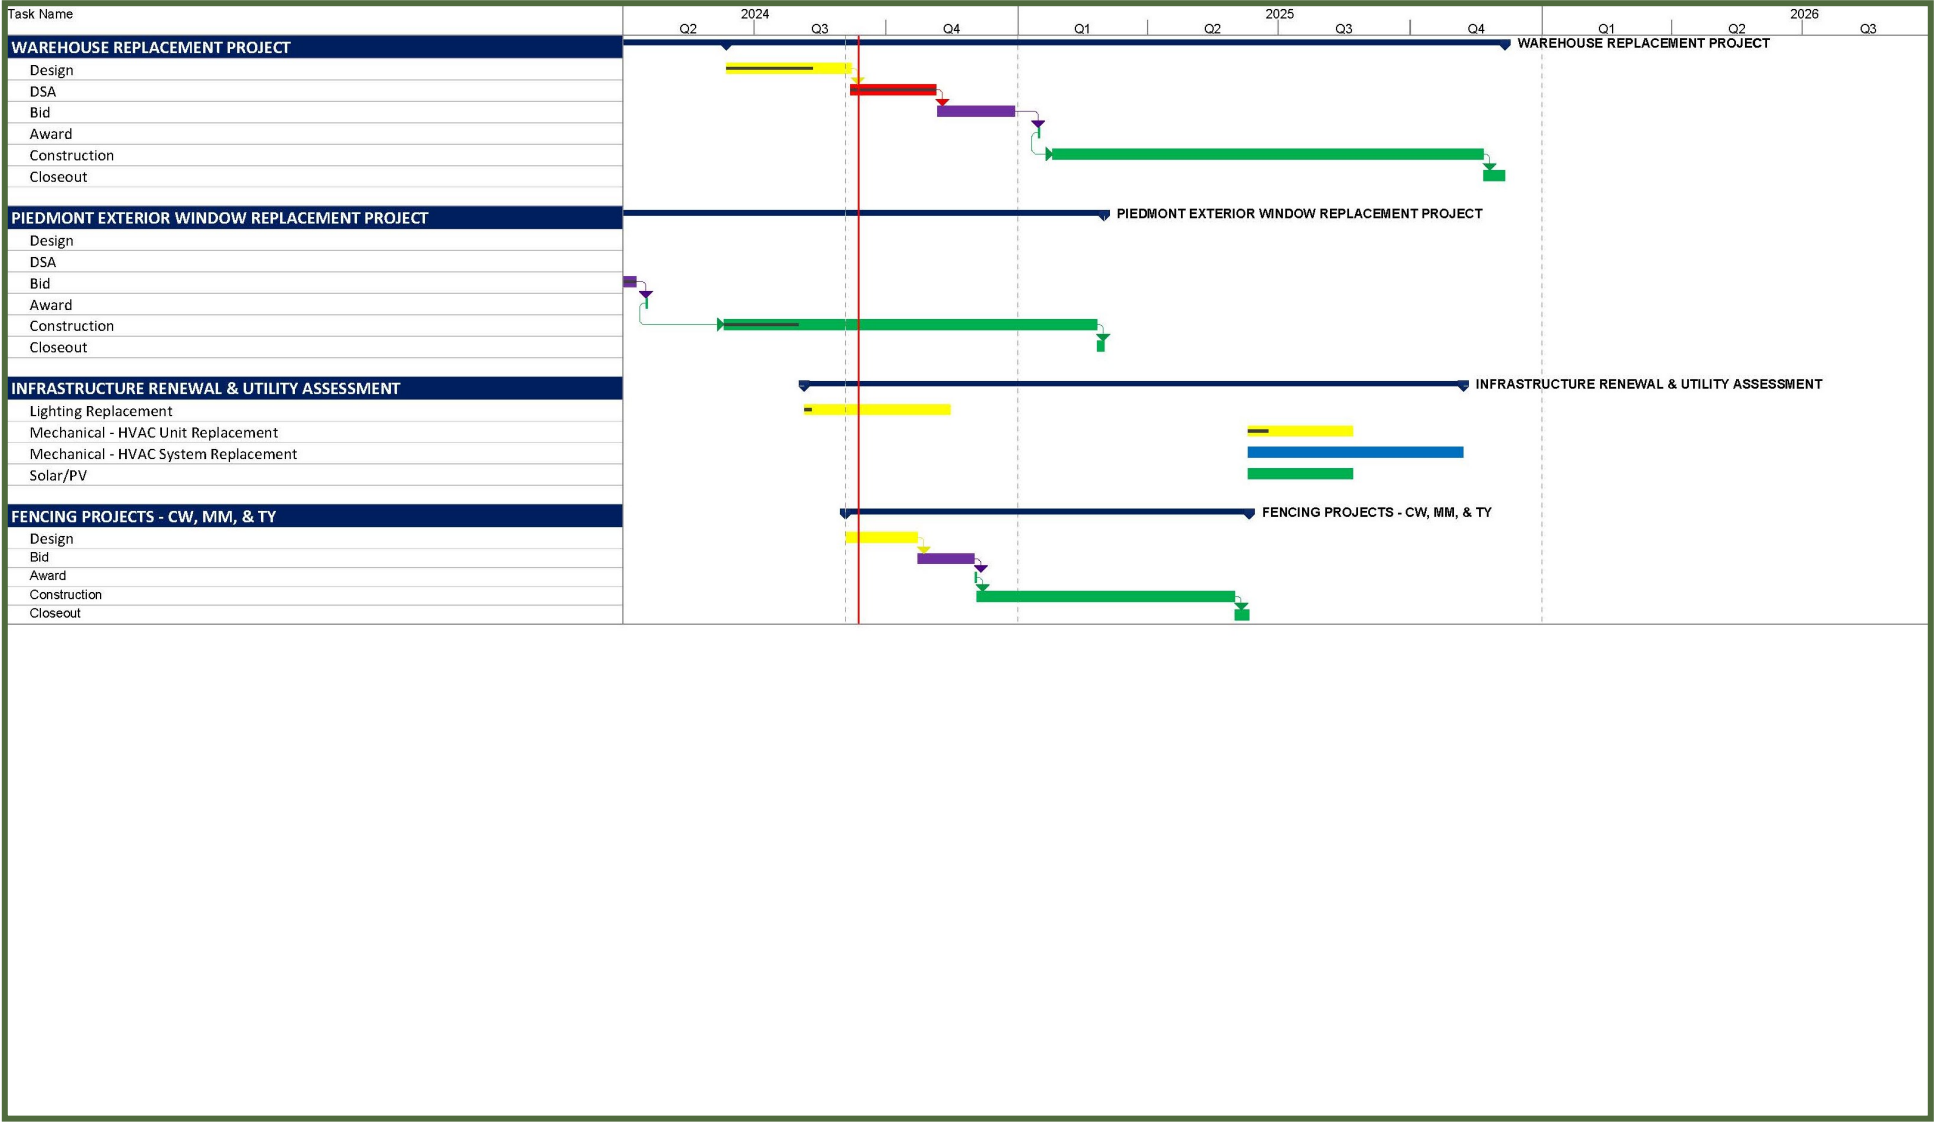 Task Name
2024
2025
2026
Q2 Q3 Q4 Q1 Q2 Q3 Q4 Q1 Q2 Q3
WAREHOUSE REPLACEMENT PROJECT
WAREHOUSE REPLACEMENT PROJECT
Design
DSA
Bid
Award
Construction
Closeout
PIEDMONT EXTERIOR WINDOW REPLACEMENT PROJECT
PIEDMONT EXTERIOR WINDOW REPLACEMENT PROJECT
Design
DSA
Bid
Award
Construction
Closeout
INFRASTRUCTURE RENEWAL & UTILITY ASSESSMENT
INFRASTRUCTURE RENEWAL & UTILITY ASSESSMENT
Lighting Replacement
Mechanical - HVAC Unit Replacement
Mechanical - HVAC System Replacement
Solar/PV
FENCING PROJECTS - CW, MM, & TY
FENCING PROJECTS - CW, MM, & TY
Design
Bid
Award
Construction
Closeout